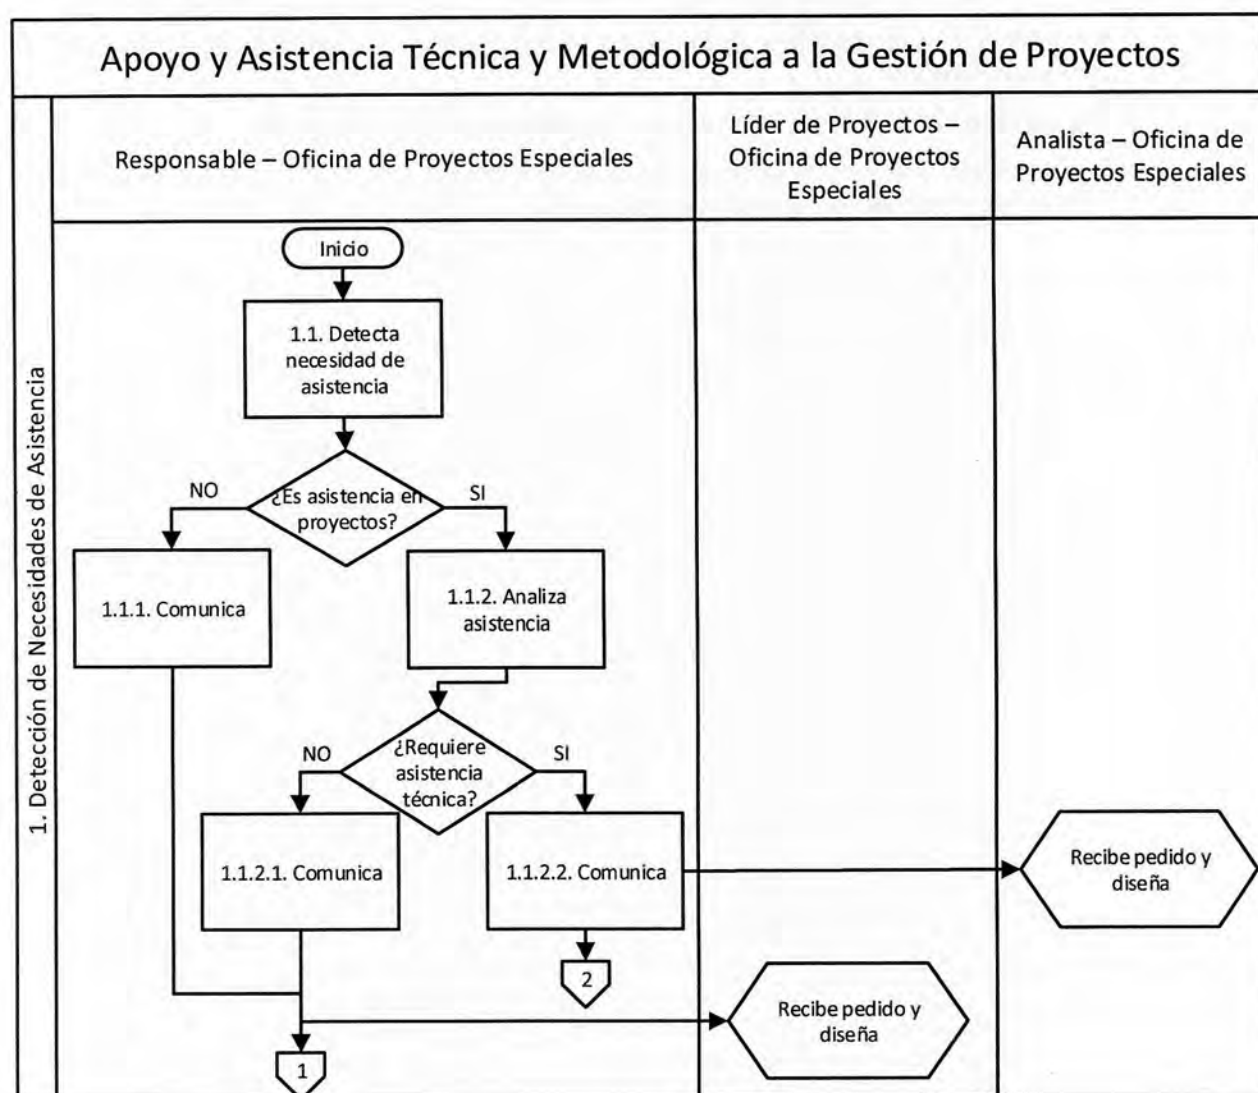 Apoyo y Asistencia Técnica y Metodológica a la Gestión de Proyectos
1. Detección de Necesidades de Asistencia
Responsable – Oficina de Proyectos Especiales
Líder de Proyectos –
Oficina de Proyectos
Especiales
Analista – Oficina de
Proyectos Especiales
Inicio
1.1. Detecta
necesidad de
asistencia
¿Es asistencia en
proyectos?
NO
SI
1.1.1. Comunica
1.1.2. Analiza
asistencia
¿Requiere
asistencia
técnica?
NO
SI
1.1.2.1. Comunica
1.1.2.2. Comunica
Recibe pedido y
diseña
2
Recibe pedido y
diseña
1